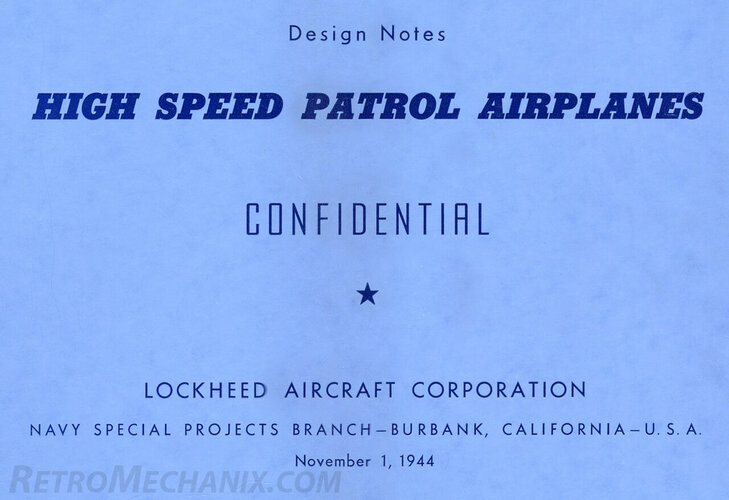 Design Notes
HIGH SPEED PATROL AIRPLANES
CONFIDENTIAL
LOCKHEED AIRCRAFT CORPORATION
NAVY SPECIAL PROJECTS BRANCH—BURBANK, CALIFORNIA—U.S.A.
November 1, 1944
RETROMECHANIX.COM